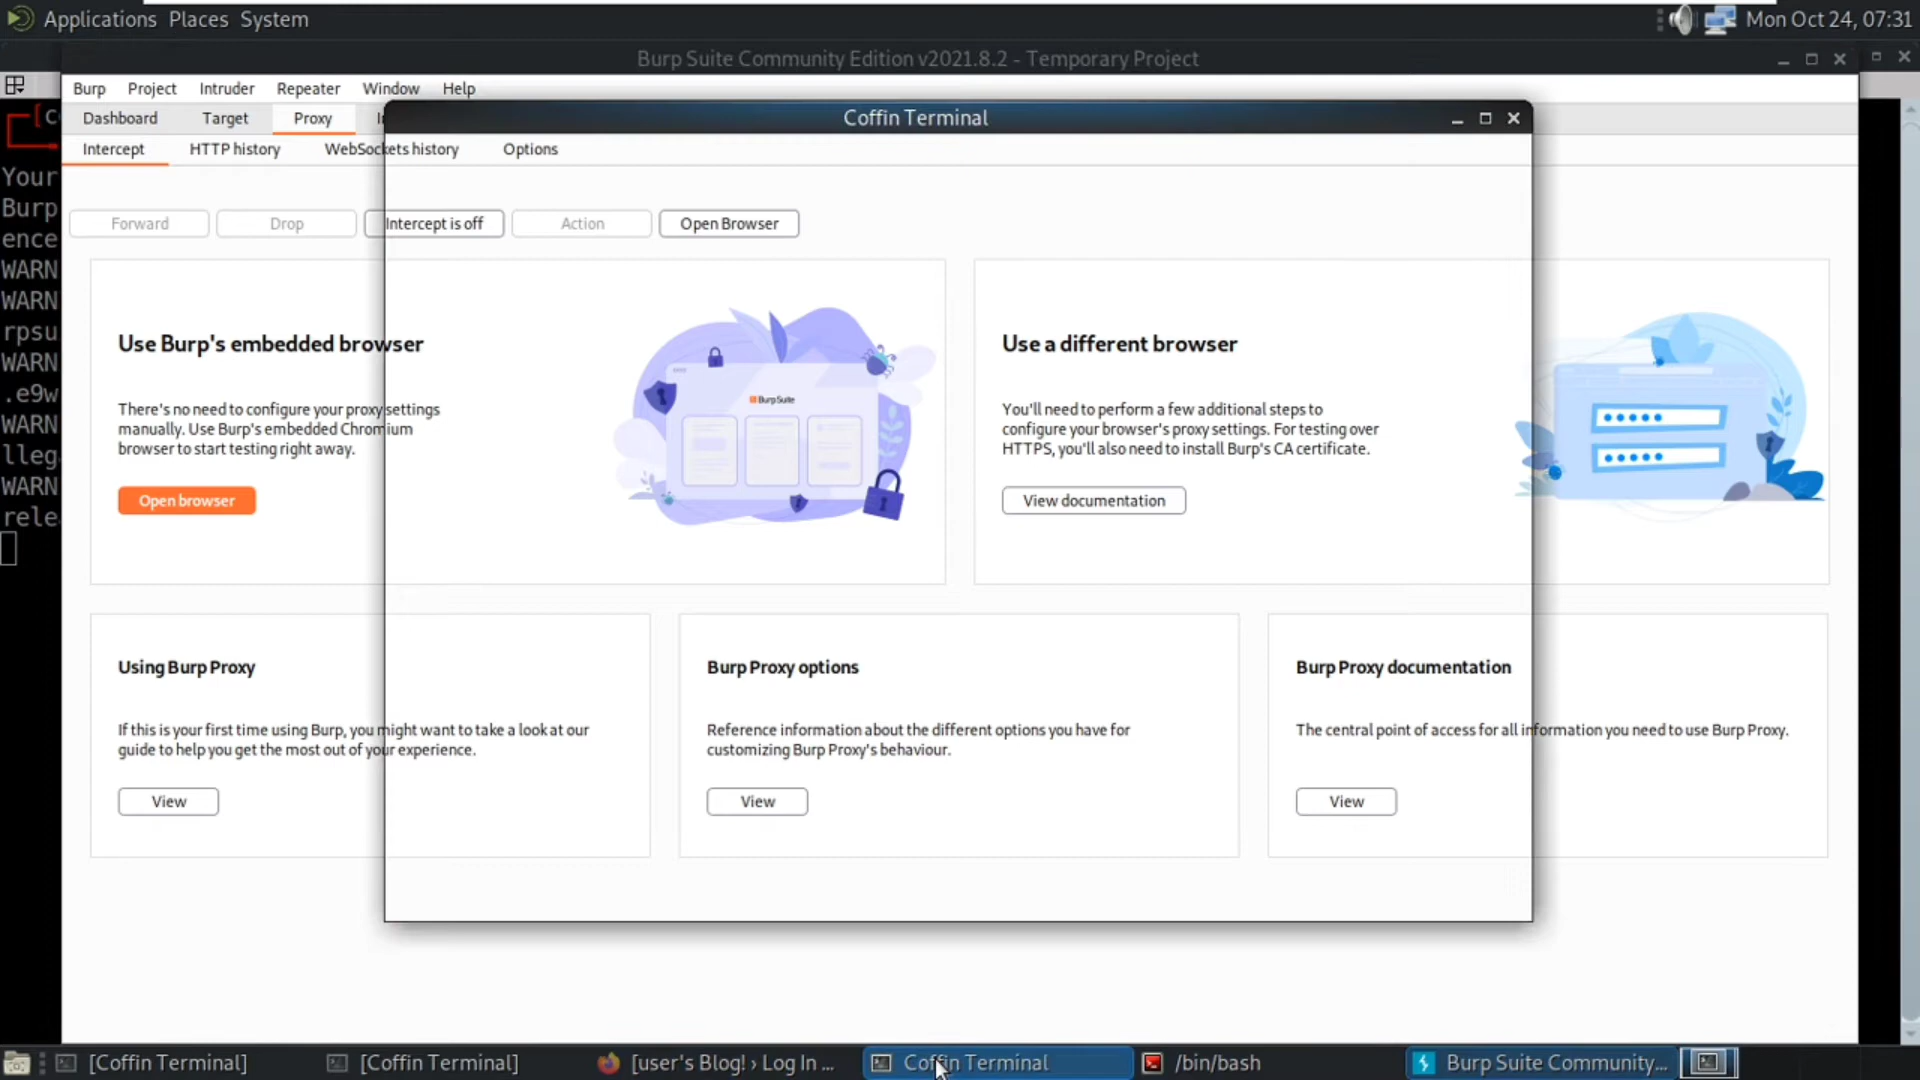 Applications Places System
Mon Oct 24, 07:31
Burp Suite Community Edition v2021.8.2 - Temporary Project
Burp Project Intruder Repeater Window Help
Dashboard Target Proxy
Coffin Terminal
Intercept HTTP history WebSockets history Options
Forward Drop Intercept is off Action Open Browser
Your
Burp
ence
WARN
WARN
rpsu
WARN
.e9w
WARN
lleg
WARN
rele
Use Burp's embedded browser
There's no need to configure your proxy settings
manually. Use Burp's embedded Chromium
browser to start testing right away.
Open browser
BurpSuite
Use a different browser
You'll need to perform a few additional steps to
configure your browser's proxy settings. For testing over
HTTPS, you'll also need to install Burp's CA certificate.
View documentation
Using Burp Proxy
If this is your first time using Burp, you might want to take a look at our
guide to help you get the most out of your experience.
View
Burp Proxy options
Reference information about the different options you have for
customizing Burp Proxy's behaviour.
View
Burp Proxy documentation
The central point of access for all information you need to use Burp Proxy.
View
[Coffin Terminal] [Coffin Terminal] [user's Blog! › Log In ... Coffin Terminal /bin/bash Burp Suite Community...